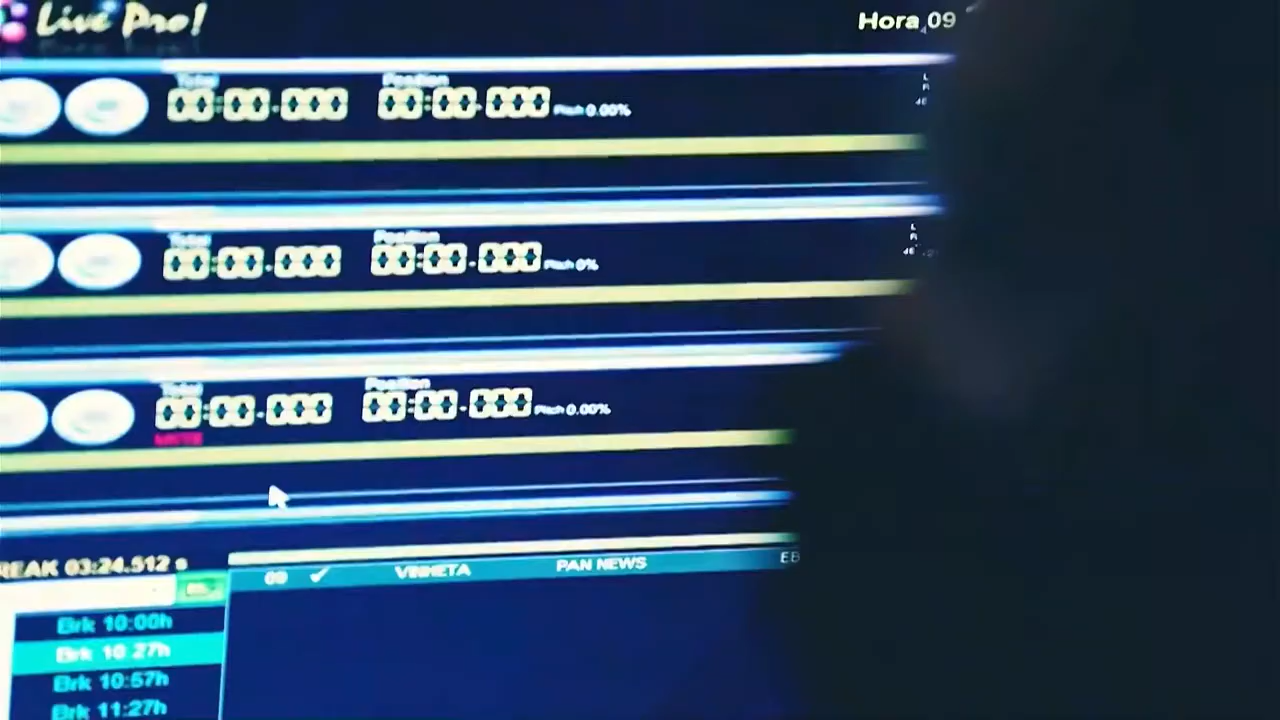 Live Pro!
Hora 09
Total Position
00:00.000 00:00.000 Pitch 0.00%
Total Position
00:00.000 00:00.000 Pitch 0%
Total Position
00:00.000 00:00.000 Pitch 0.00%
REAK 03:24.512 s
00 ✓ VINHETA PAN NEWS EB
Brk 10:00h
Brk 10:27h
Brk 10:57h
Brk 11:27h